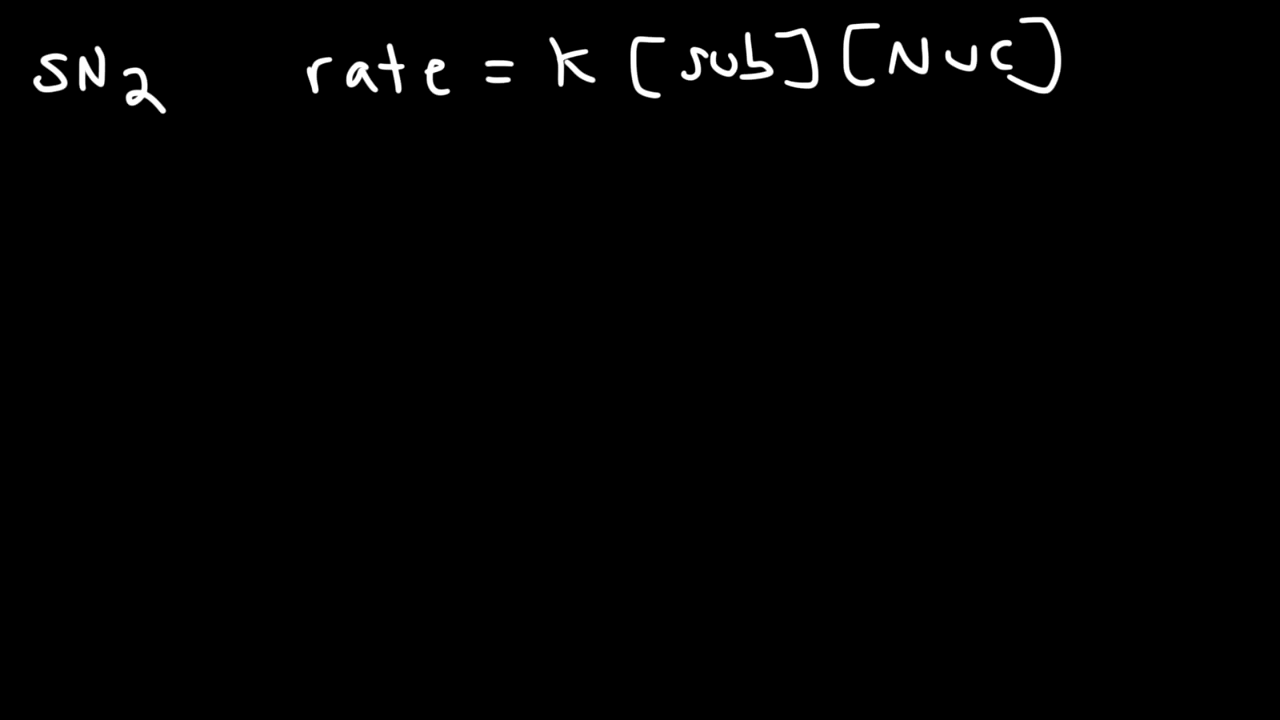 SN2 rate = K [sub] [Nuc]